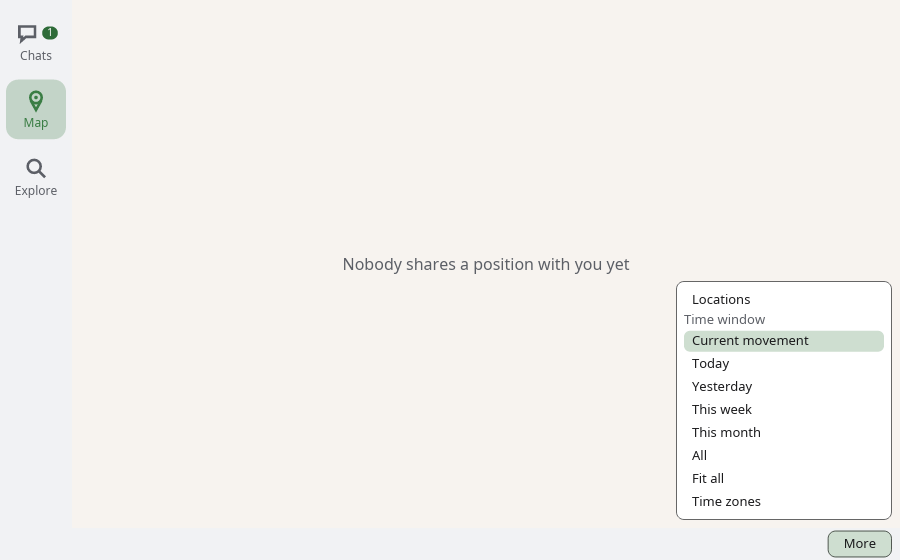 1
Chats
Map
Explore
Nobody shares a position with you yet
Locations
Time window
Current movement
Today
Yesterday
This week
This month
All
Fit all
Time zones
More